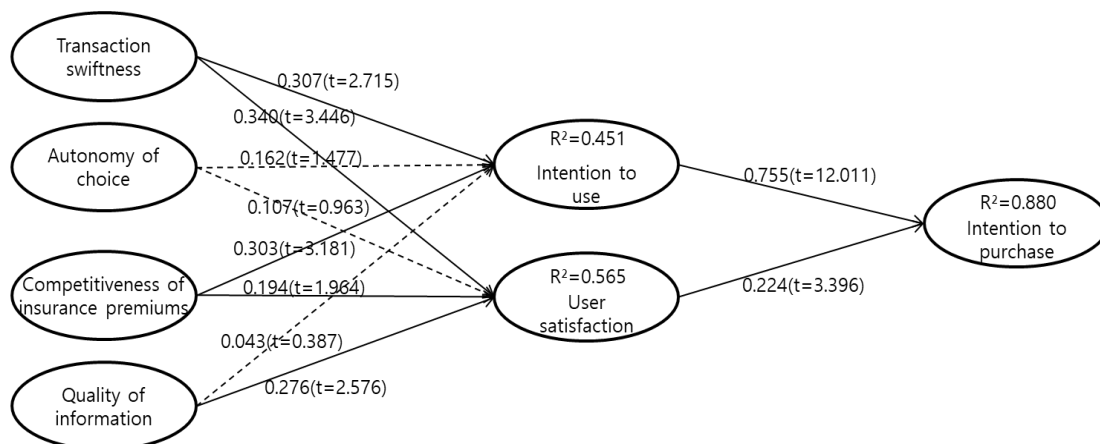 Transaction
swiftness
0.307(t=2.715)
0.340(t=3.446)
R²=0.451
Intention to
use
Autonomy of
choice
0.162(t=1.477)
0.755(t=12.011)
0.107(t=0.963)
R²=0.880
Intention to
purchase
0.303(t=3.181)
Competitiveness of
insurance premiums
0.194(t=1.964)
R²=0.565
User
satisfaction
0.224(t=3.396)
0.043(t=0.387)
0.276(t=2.576)
Quality of
information